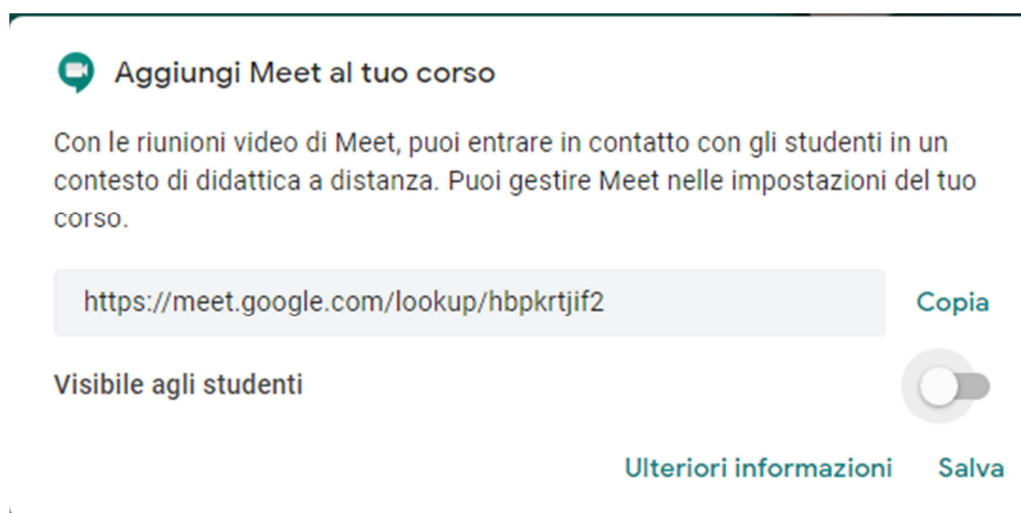 Aggiungi Meet al tuo corso
Con le riunioni video di Meet, puoi entrare in contatto con gli studenti in un
contesto di didattica a distanza. Puoi gestire Meet nelle impostazioni del tuo
corso.
https://meet.google.com/lookup/hbpkrtjif2 Copia
Visibile agli studenti
Ulteriori informazioni Salva